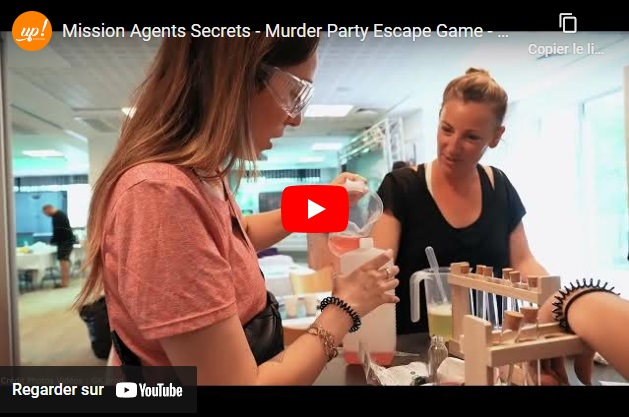 up!
Mission Agents Secrets - Murder Party Escape Game - ...
Copier le li...
Regarder sur YouTube